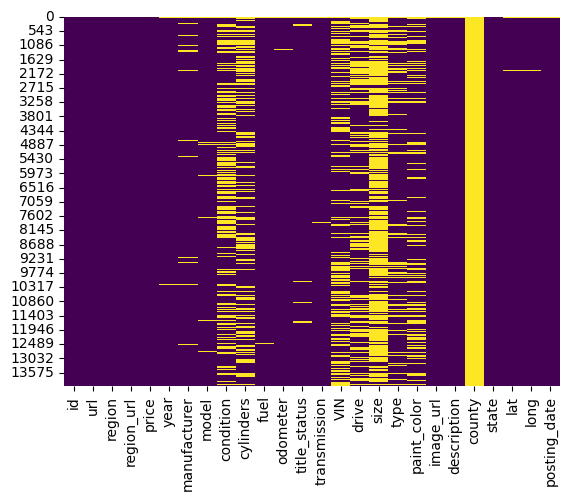 0
543
1086
1629
2172
2715
3258
3801
4344
4887
5430
5973
6516
7059
7602
8145
8688
9231
9774
10317
10860
11403
11946
12489
13032
13575
id
url
region
region_url
price
year
manufacturer
model
condition
cylinders
fuel
odometer
title_status
transmission
VIN
drive
size
type
paint_color
image_url
description
county
state
lat
long
posting_date